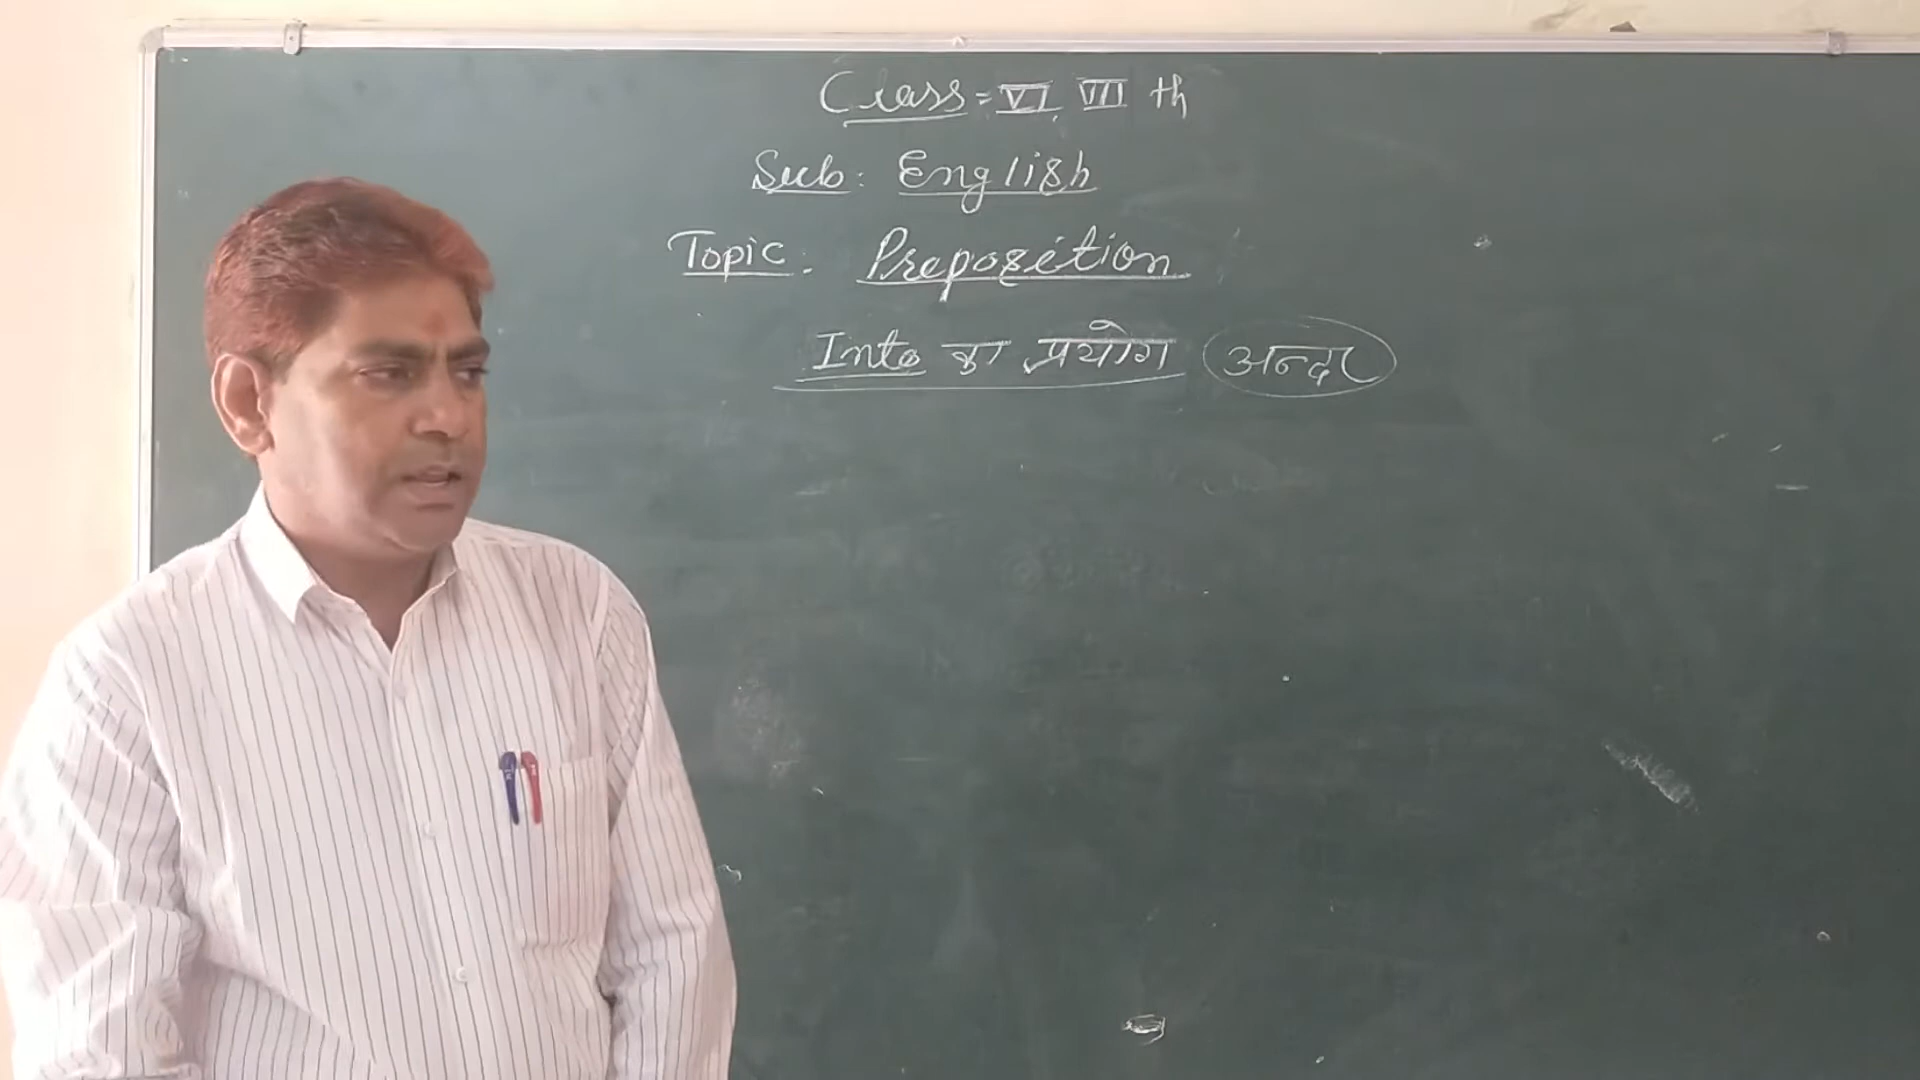 Class = VI, VII th
Sub: English
Topic: Preposition
Into का प्रयोग अन्दर